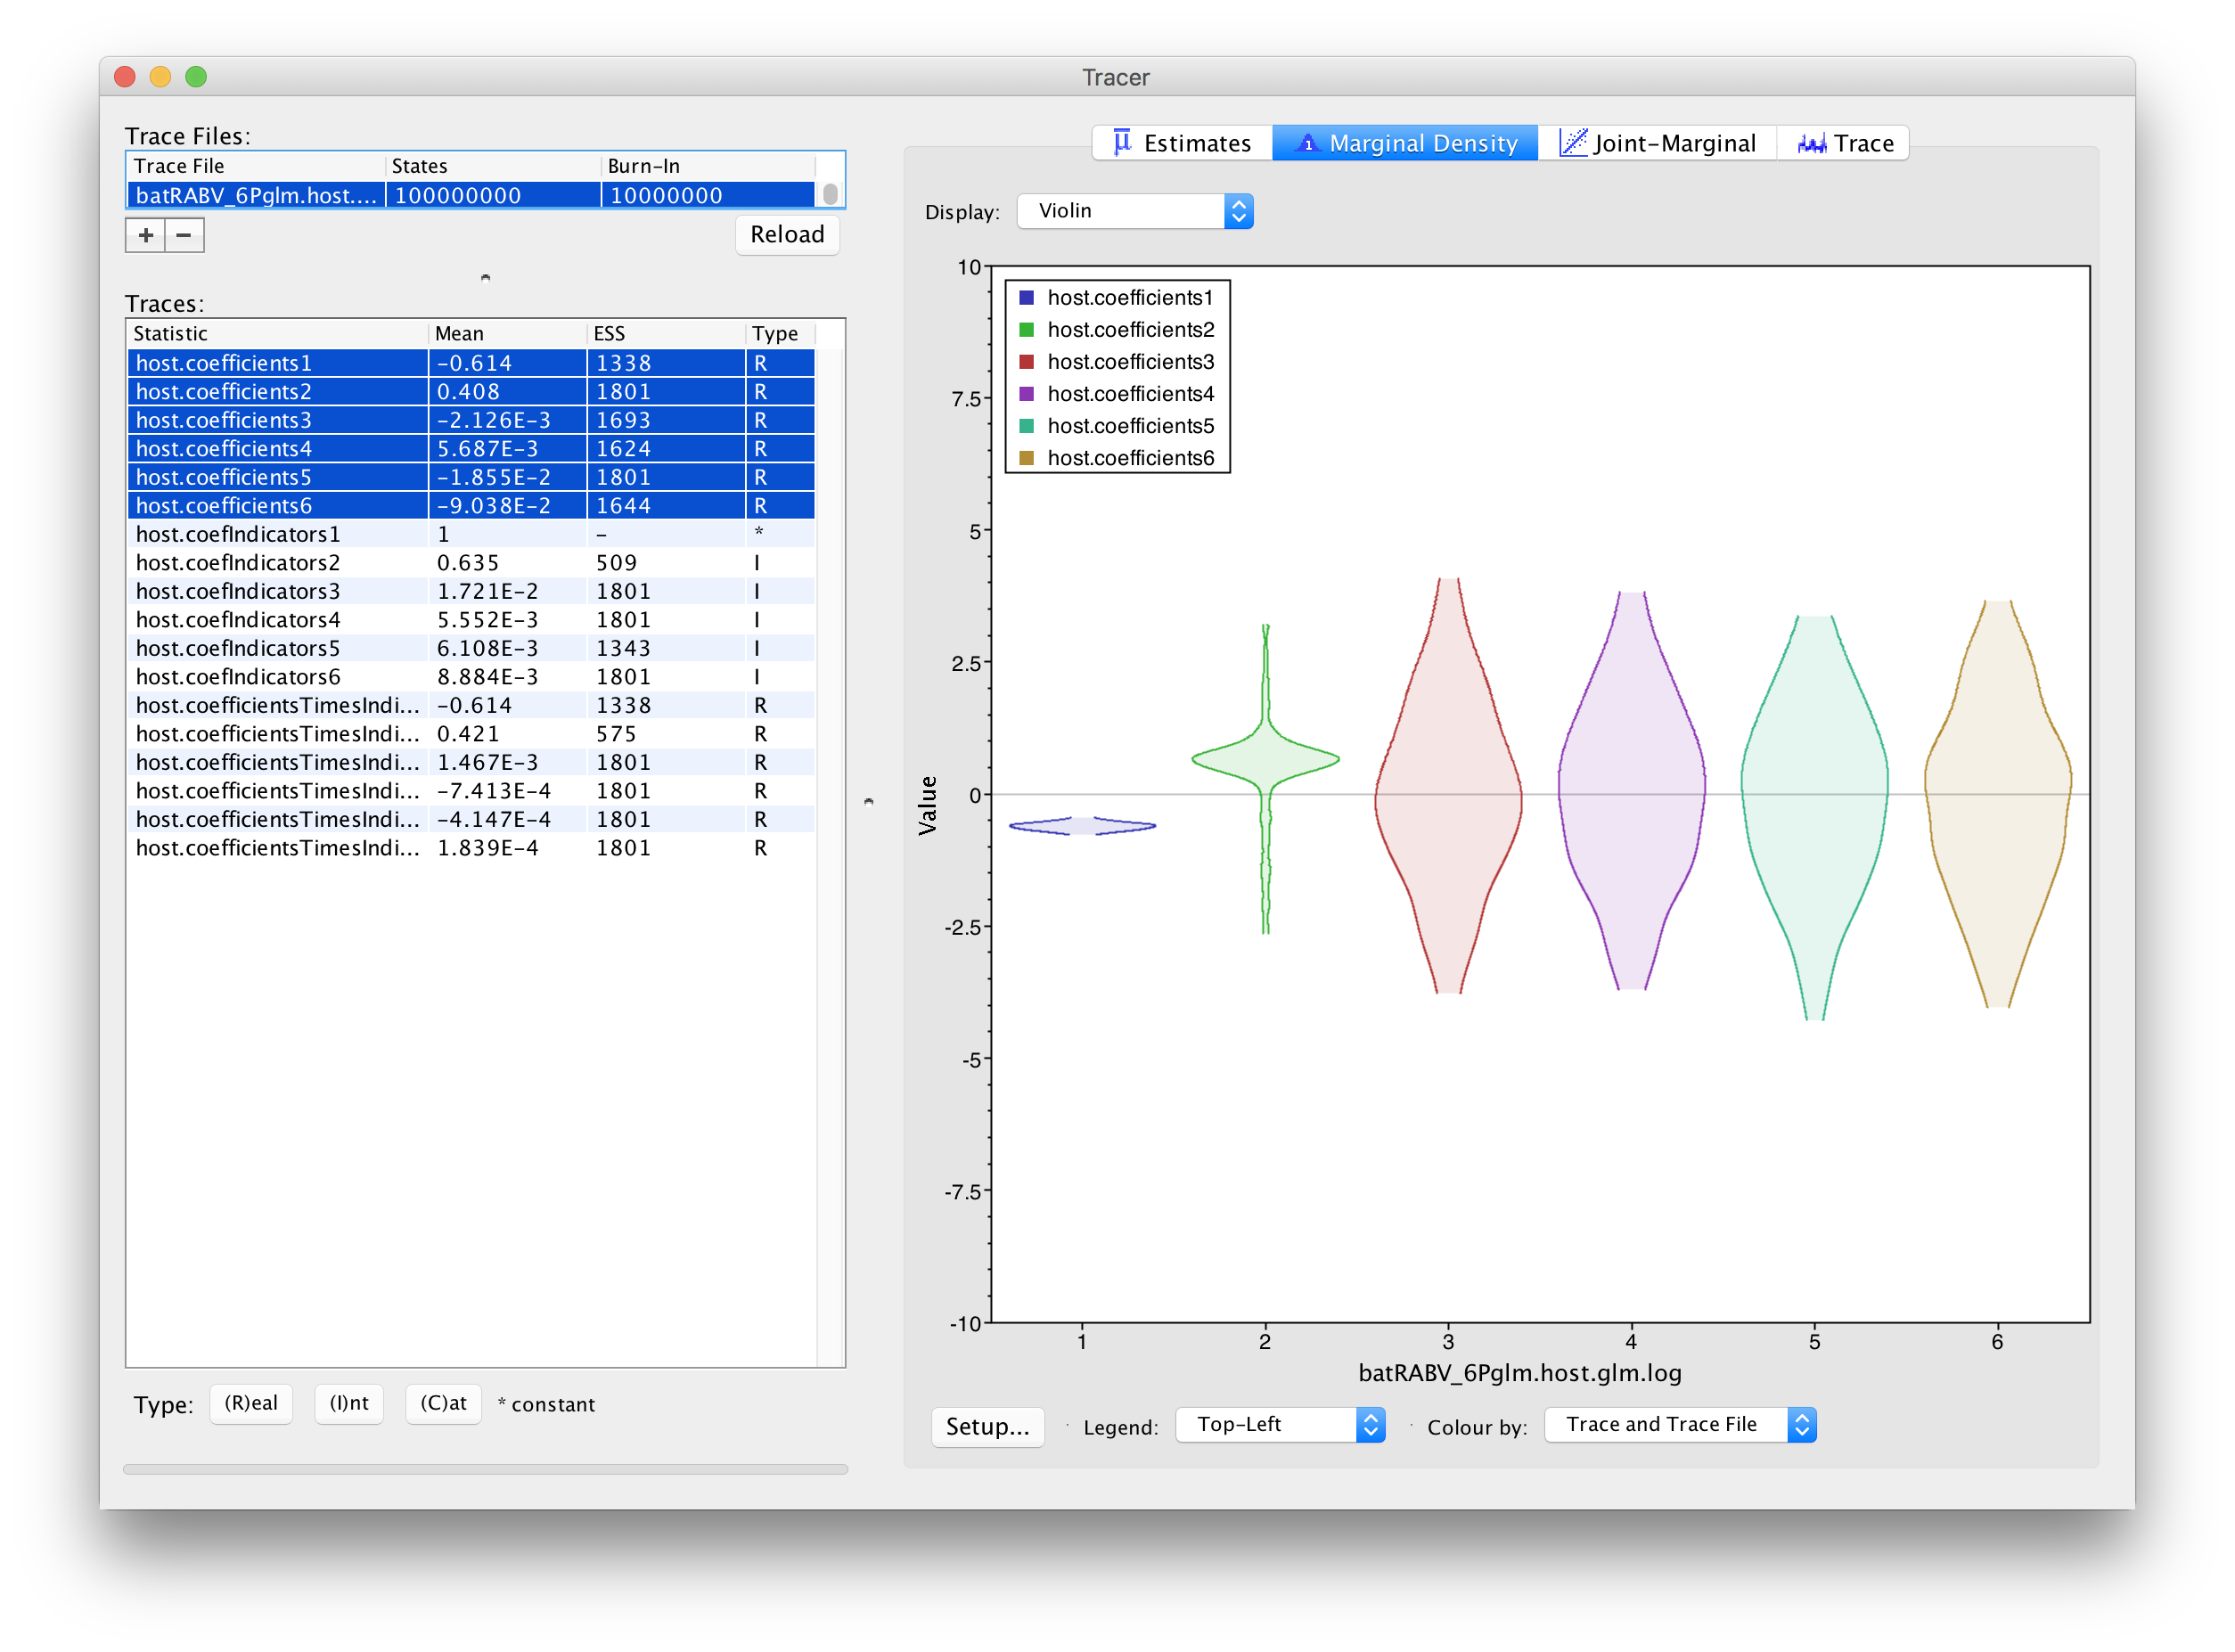 Tracer
Trace Files:
Trace File States Burn-In
batRABV_6Pglm.host.... 100000000 10000000
+ −
Reload
Traces:
Statistic Mean ESS Type
host.coefficients1 −0.614 1338 R
host.coefficients2 0.408 1801 R
host.coefficients3 −2.126E−3 1693 R
host.coefficients4 5.687E−3 1624 R
host.coefficients5 −1.855E−2 1801 R
host.coefficients6 −9.038E−2 1644 R
host.coefIndicators1 1 – *
host.coefIndicators2 0.635 509 I
host.coefIndicators3 1.721E−2 1801 I
host.coefIndicators4 5.552E−3 1801 I
host.coefIndicators5 6.108E−3 1343 I
host.coefIndicators6 8.884E−3 1801 I
host.coefficientsTimesIndi... −0.614 1338 R
host.coefficientsTimesIndi... 0.421 575 R
host.coefficientsTimesIndi... 1.467E−3 1801 R
host.coefficientsTimesIndi... −7.413E−4 1801 R
host.coefficientsTimesIndi... −4.147E−4 1801 R
host.coefficientsTimesIndi... 1.839E−4 1801 R
Type: (R)eal (I)nt (C)at * constant
Estimates Marginal Density Joint-Marginal Trace
Display: Violin
host.coefficients1
host.coefficients2
host.coefficients3
host.coefficients4
host.coefficients5
host.coefficients6
10
7.5
5
2.5
0
-2.5
-5
-7.5
-10
Value
1 2 3 4 5 6
batRABV_6Pglm.host.glm.log
Setup... Legend: Top-Left Colour by: Trace and Trace File